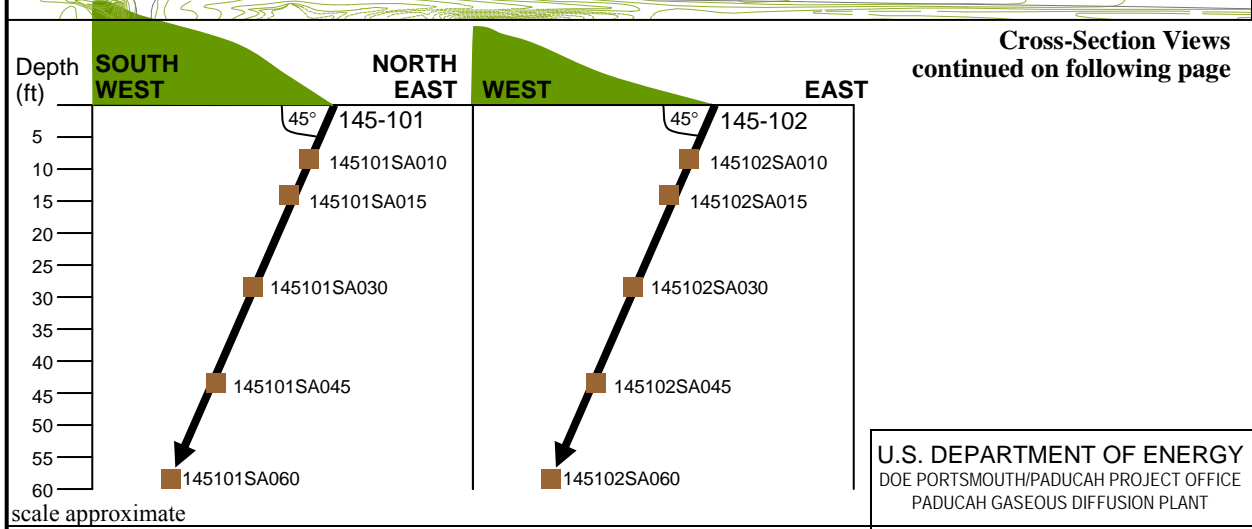 Cross-Section Views
continued on following page
Depth
(ft)
SOUTH
WEST
NORTH
EAST
WEST
EAST
5
10
15
20
25
30
35
40
45
50
55
60
45°
145-101
145101SA010
145101SA015
145101SA030
145101SA045
145101SA060
45°
145-102
145102SA010
145102SA015
145102SA030
145102SA045
145102SA060
scale approximate
U.S. DEPARTMENT OF ENERGY
DOE PORTSMOUTH/PADUCAH PROJECT OFFICE
PADUCAH GASEOUS DIFFUSION PLANT